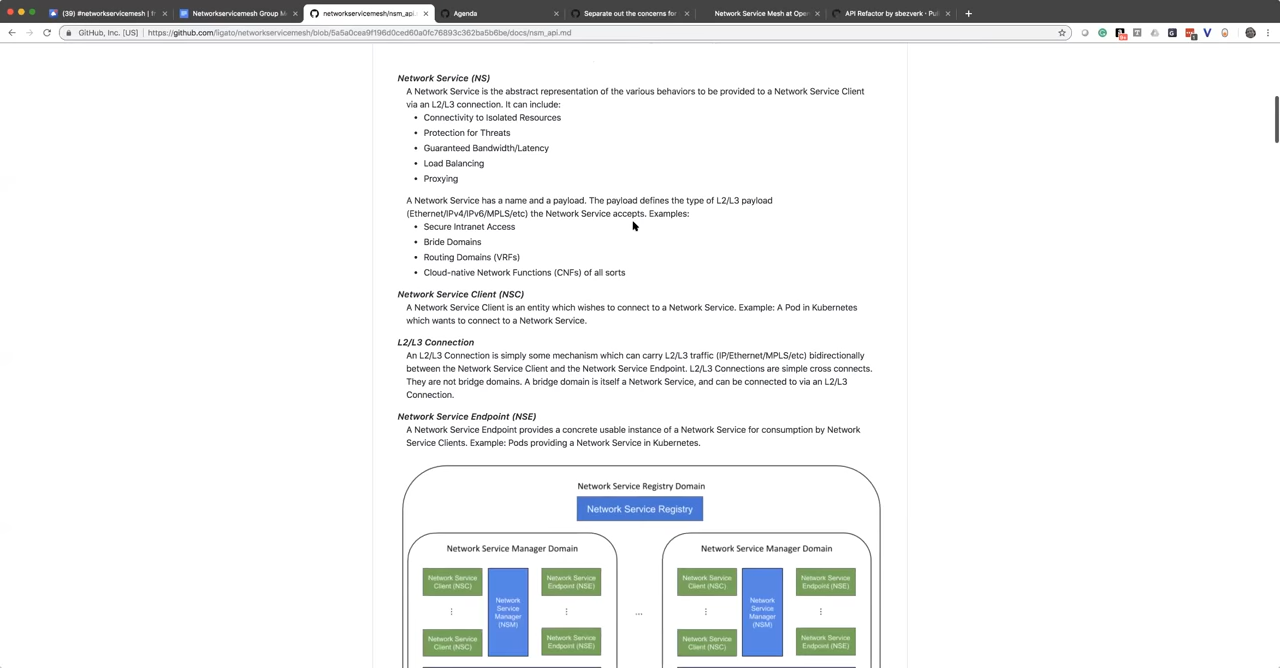 (39) #networkservicemesh | fr
Networkservicemesh Group Me
networkservicemesh/nsm_api.
Agenda
Separate out the concerns for
Network Service Mesh at Open
API Refactor by sbezverk · Pul
GitHub, Inc. [US] | https://github.com/ligato/networkservicemesh/blob/5a5a0cea9f196d0ced60a0fc76893c362ba5b6be/docs/nsm_api.md
Network Service (NS)
A Network Service is the abstract representation of the various behaviors to be provided to a Network Service Client
via an L2/L3 connection. It can include:
• Connectivity to Isolated Resources
• Protection for Threats
• Guaranteed Bandwidth/Latency
• Load Balancing
• Proxying
A Network Service has a name and a payload. The payload defines the type of L2/L3 payload
(Ethernet/IPv4/IPv6/MPLS/etc) the Network Service accepts. Examples:
• Secure Intranet Access
• Bride Domains
• Routing Domains (VRFs)
• Cloud-native Network Functions (CNFs) of all sorts
Network Service Client (NSC)
A Network Service Client is an entity which wishes to connect to a Network Service. Example: A Pod in Kubernetes
which wants to connect to a Network Service.
L2/L3 Connection
An L2/L3 Connection is simply some mechanism which can carry L2/L3 traffic (IP/Ethernet/MPLS/etc) bidirectionally
between the Network Service Client and the Network Service Endpoint. L2/L3 Connections are simple cross connects.
They are not bridge domains. A bridge domain is itself a Network Service, and can be connected to via an L2/L3
Connection.
Network Service Endpoint (NSE)
A Network Service Endpoint provides a concrete usable instance of a Network Service for consumption by Network
Service Clients. Example: Pods providing a Network Service in Kubernetes.
Network Service Registry Domain
Network Service Registry
Network Service Manager Domain
Network Service Manager Domain
Network Service
Client (NSC)
Network
Service
Manager
(NSM)
Network Service
Endpoint (NSE)
Network Service
Client (NSC)
Network
Service
Manager
(NSM)
Network Service
Endpoint (NSE)
...
Network Service
Client (NSC)
Network Service
Endpoint (NSE)
Network Service
Client (NSC)
Network Service
Endpoint (NSE)